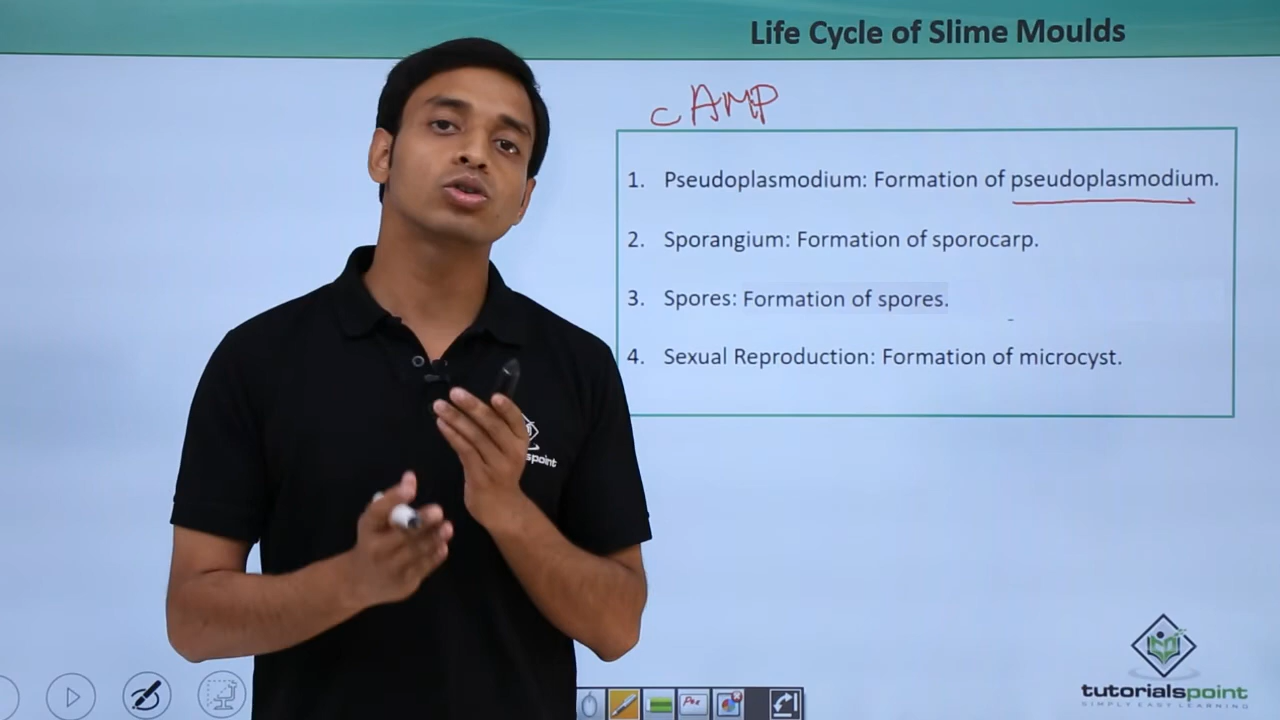 Life Cycle of Slime Moulds
cAMP
1. Pseudoplasmodium: Formation of pseudoplasmodium.
2. Sporangium: Formation of sporocarp.
3. Spores: Formation of spores.
4. Sexual Reproduction: Formation of microcyst.
spoint
tutorialspoint
SIMPLY EASY LEARNING